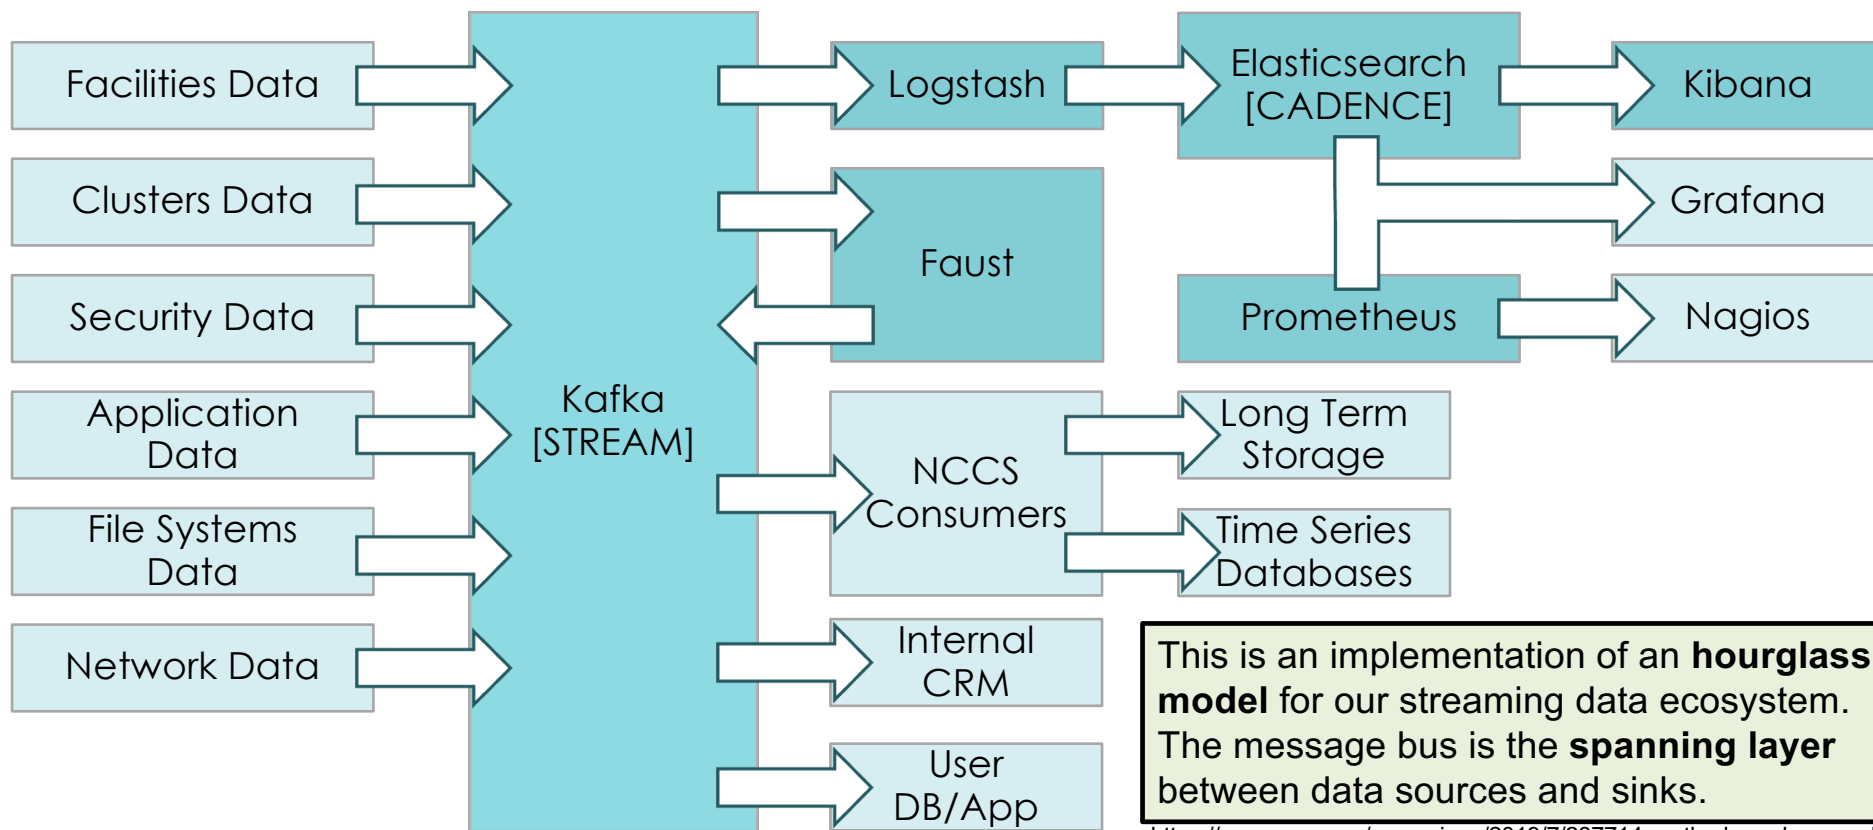 Facilities Data
Clusters Data
Security Data
Application
Data
File Systems
Data
Network Data
Kafka
[STREAM]
Logstash
Faust
NCCS
Consumers
Internal
CRM
User
DB/App
Elasticsearch
[CADENCE]
Prometheus
Long Term
Storage
Time Series
Databases
Kibana
Grafana
Nagios
This is an implementation of an hourglass
model for our streaming data ecosystem.
The message bus is the spanning layer
between data sources and sinks.